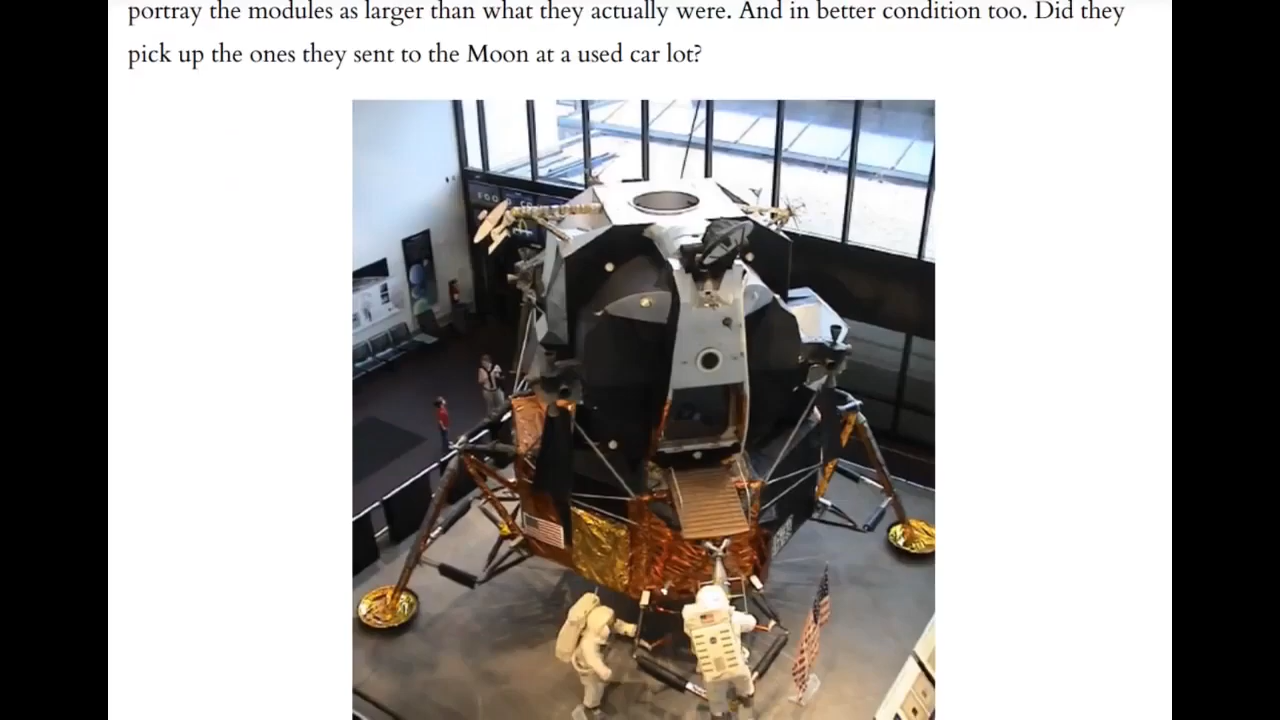 portray the modules as larger than what they actually were. And in better condition too. Did they
pick up the ones they sent to the Moon at a used car lot?